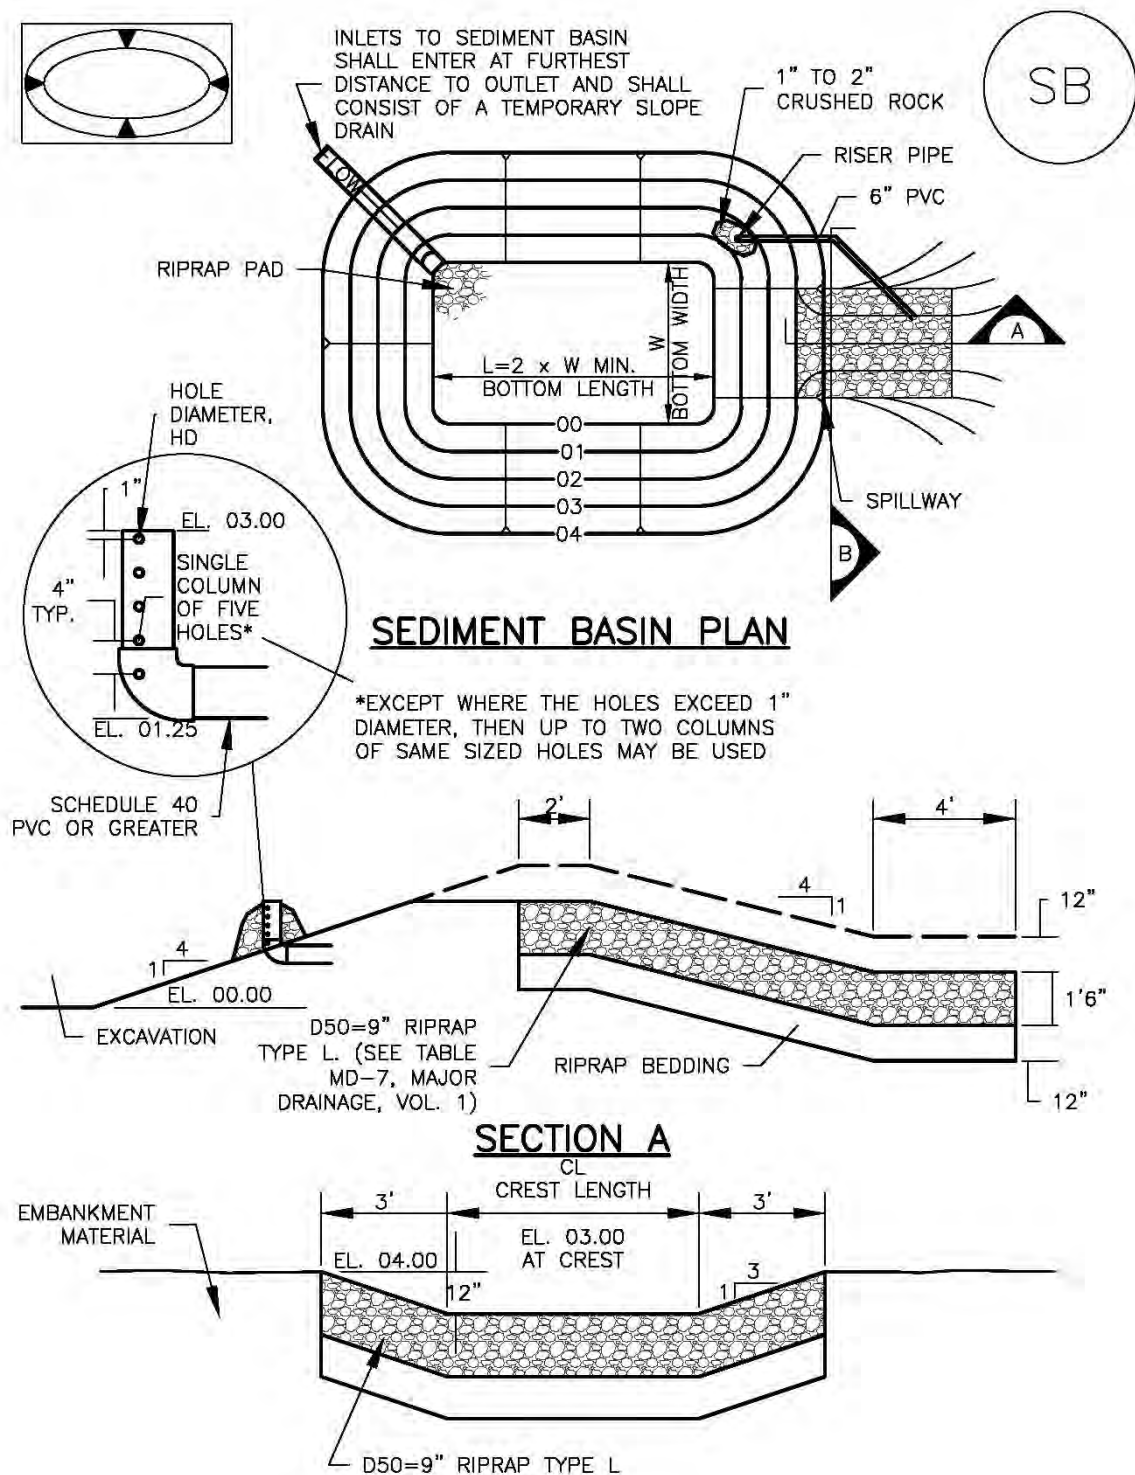 SB
INLETS TO SEDIMENT BASIN
SHALL ENTER AT FURTHEST
DISTANCE TO OUTLET AND SHALL
CONSIST OF A TEMPORARY SLOPE
DRAIN
1" TO 2"
CRUSHED ROCK
RISER PIPE
6" PVC
FLOW
RIPRAP PAD
W
BOTTOM WIDTH
L=2 x W MIN.
BOTTOM LENGTH
A
00
01
02
03
04
SPILLWAY
B
HOLE
DIAMETER,
HD
1"
EL. 03.00
4"
TYP.
SINGLE
COLUMN
OF FIVE
HOLES*
EL. 01.25
SCHEDULE 40
PVC OR GREATER
SEDIMENT BASIN PLAN
*EXCEPT WHERE THE HOLES EXCEED 1"
DIAMETER, THEN UP TO TWO COLUMNS
OF SAME SIZED HOLES MAY BE USED
2'
4'
4
1
12"
4
1
EL. 00.00
1'6"
EXCAVATION
D50=9" RIPRAP
TYPE L. (SEE TABLE
MD-7, MAJOR
DRAINAGE, VOL. 1)
RIPRAP BEDDING
12"
SECTION A
CL
CREST LENGTH
3'
3'
EMBANKMENT
MATERIAL
EL. 04.00
EL. 03.00
AT CREST
12"
3
1
D50=9" RIPRAP TYPE L